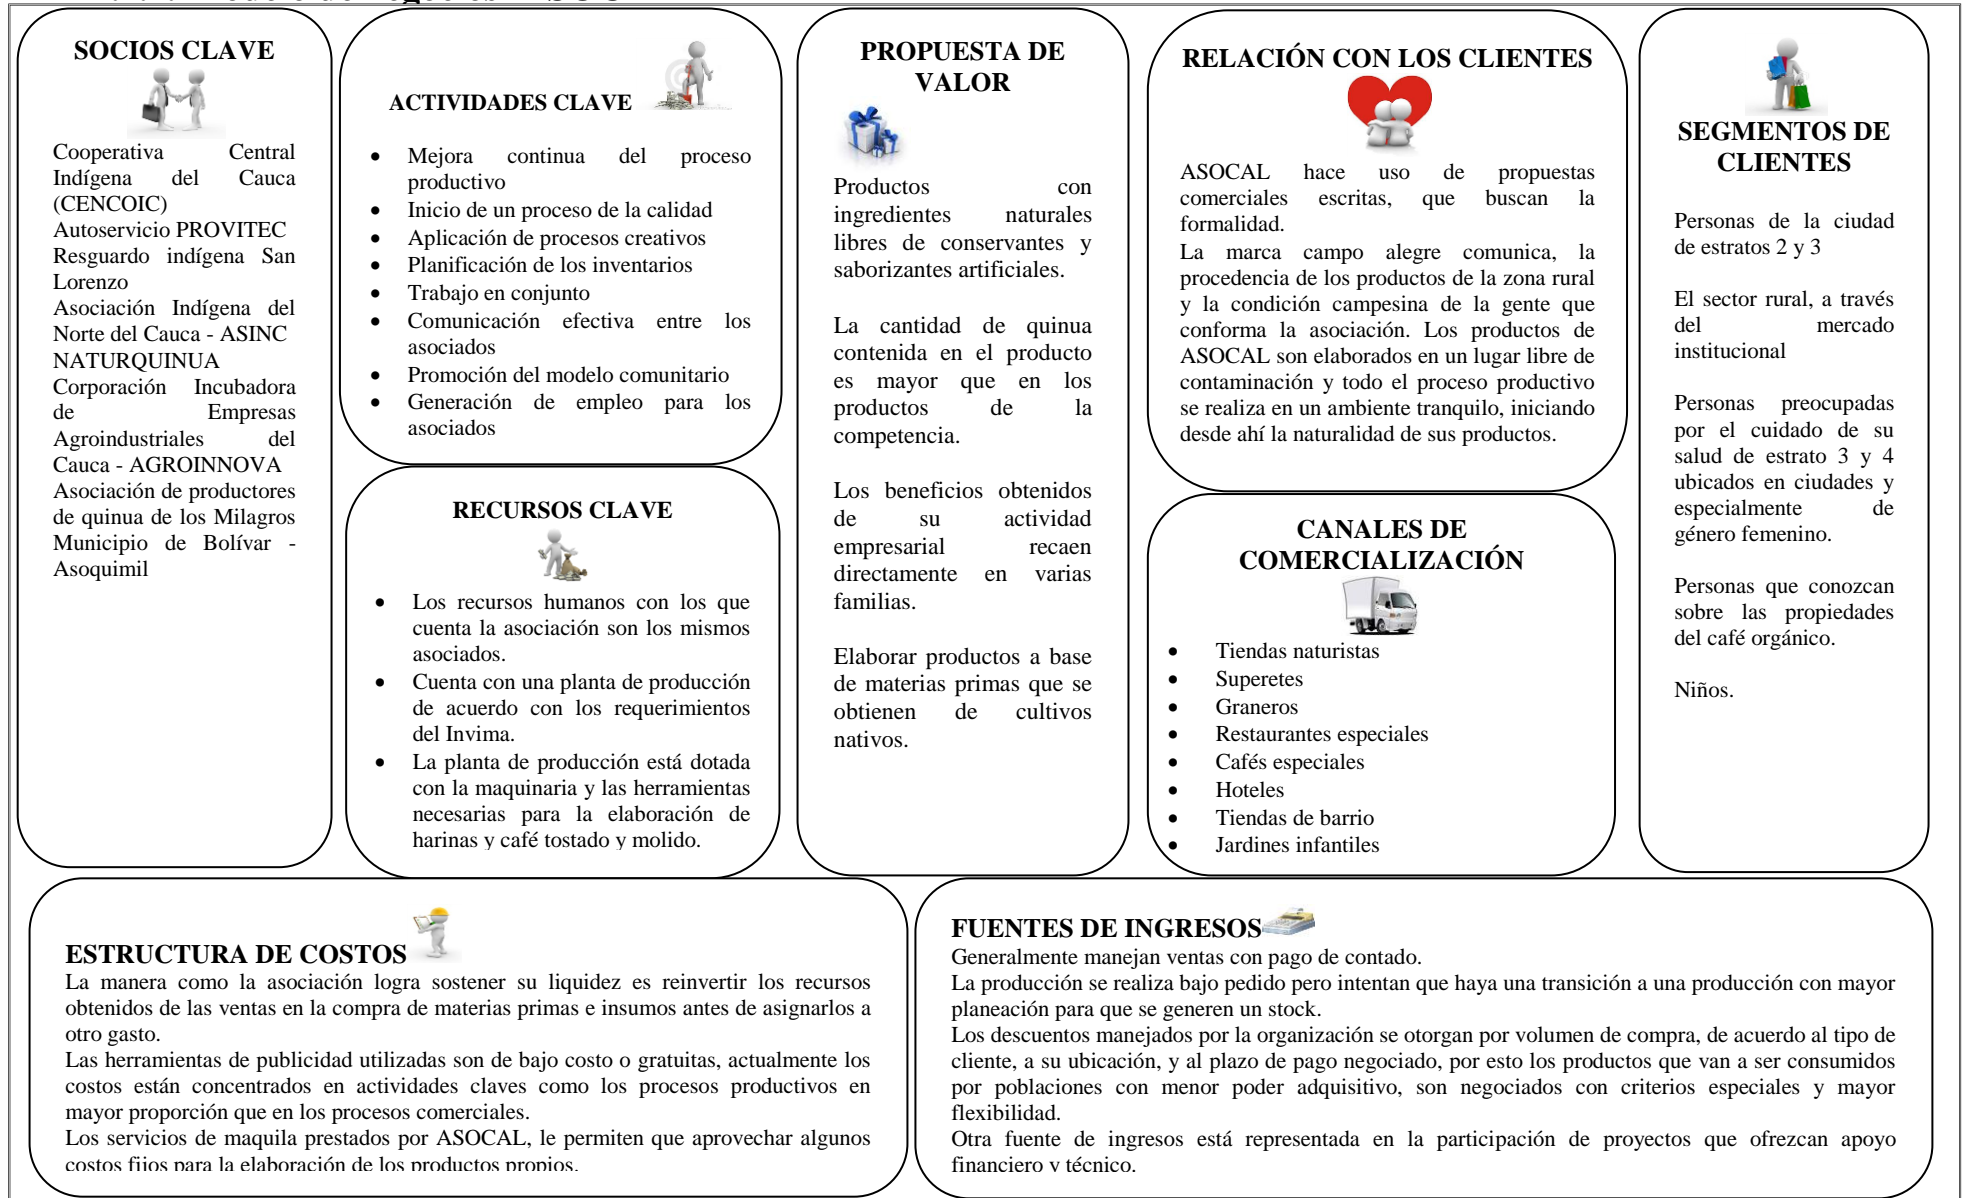 SOCIOS CLAVE
Cooperativa Central
Indígena del Cauca
(CENCOIC)
Autoservicio PROVITEC
Resguardo indígena San
Lorenzo
Asociación Indígena del
Norte del Cauca - ASINC
NATURQUINUA
Corporación Incubadora
de Empresas
Agroindustriales del
Cauca - AGROINNOVA
Asociación de productores
de quinua de los Milagros
Municipio de Bolívar -
Asoquimil
ACTIVIDADES CLAVE
• Mejora continua del proceso
productivo
• Inicio de un proceso de la calidad
• Aplicación de procesos creativos
• Planificación de los inventarios
• Trabajo en conjunto
• Comunicación efectiva entre los
asociados
• Promoción del modelo comunitario
• Generación de empleo para los
asociados
RECURSOS CLAVE
• Los recursos humanos con los que
cuenta la asociación son los mismos
asociados.
• Cuenta con una planta de producción
de acuerdo con los requerimientos
del Invima.
• La planta de producción está dotada
con la maquinaria y las herramientas
necesarias para la elaboración de
harinas y café tostado y molido.
PROPUESTA DE
VALOR
Productos con
ingredientes naturales
libres de conservantes y
saborizantes artificiales.
La cantidad de quinua
contenida en el producto
es mayor que en los
productos de la
competencia.
Los beneficios obtenidos
de su actividad
empresarial recaen
directamente en varias
familias.
Elaborar productos a base
de materias primas que se
obtienen de cultivos
nativos.
RELACIÓN CON LOS CLIENTES
ASOCAL hace uso de propuestas
comerciales escritas, que buscan la
formalidad.
La marca campo alegre comunica, la
procedencia de los productos de la zona rural
y la condición campesina de la gente que
conforma la asociación. Los productos de
ASOCAL son elaborados en un lugar libre de
contaminación y todo el proceso productivo
se realiza en un ambiente tranquilo, iniciando
desde ahí la naturalidad de sus productos.
CANALES DE
COMERCIALIZACIÓN
• Tiendas naturistas
• Superetes
• Graneros
• Restaurantes especiales
• Cafés especiales
• Hoteles
• Tiendas de barrio
• Jardines infantiles
SEGMENTOS DE
CLIENTES
Personas de la ciudad
de estratos 2 y 3
El sector rural, a través
del mercado
institucional
Personas preocupadas
por el cuidado de su
salud de estrato 3 y 4
ubicados en ciudades y
especialmente de
género femenino.
Personas que conozcan
sobre las propiedades
del café orgánico.
Niños.
ESTRUCTURA DE COSTOS
La manera como la asociación logra sostener su liquidez es reinvertir los recursos
obtenidos de las ventas en la compra de materias primas e insumos antes de asignarlos a
otro gasto.
Las herramientas de publicidad utilizadas son de bajo costo o gratuitas, actualmente los
costos están concentrados en actividades claves como los procesos productivos en
mayor proporción que en los procesos comerciales.
Los servicios de maquila prestados por ASOCAL, le permiten que aprovechar algunos
costos fijos para la elaboración de los productos propios.
FUENTES DE INGRESOS
Generalmente manejan ventas con pago de contado.
La producción se realiza bajo pedido pero intentan que haya una transición a una producción con mayor
planeación para que se generen un stock.
Los descuentos manejados por la organización se otorgan por volumen de compra, de acuerdo al tipo de
cliente, a su ubicación, y al plazo de pago negociado, por esto los productos que van a ser consumidos
por poblaciones con menor poder adquisitivo, son negociados con criterios especiales y mayor
flexibilidad.
Otra fuente de ingresos está representada en la participación de proyectos que ofrezcan apoyo
financiero y técnico.